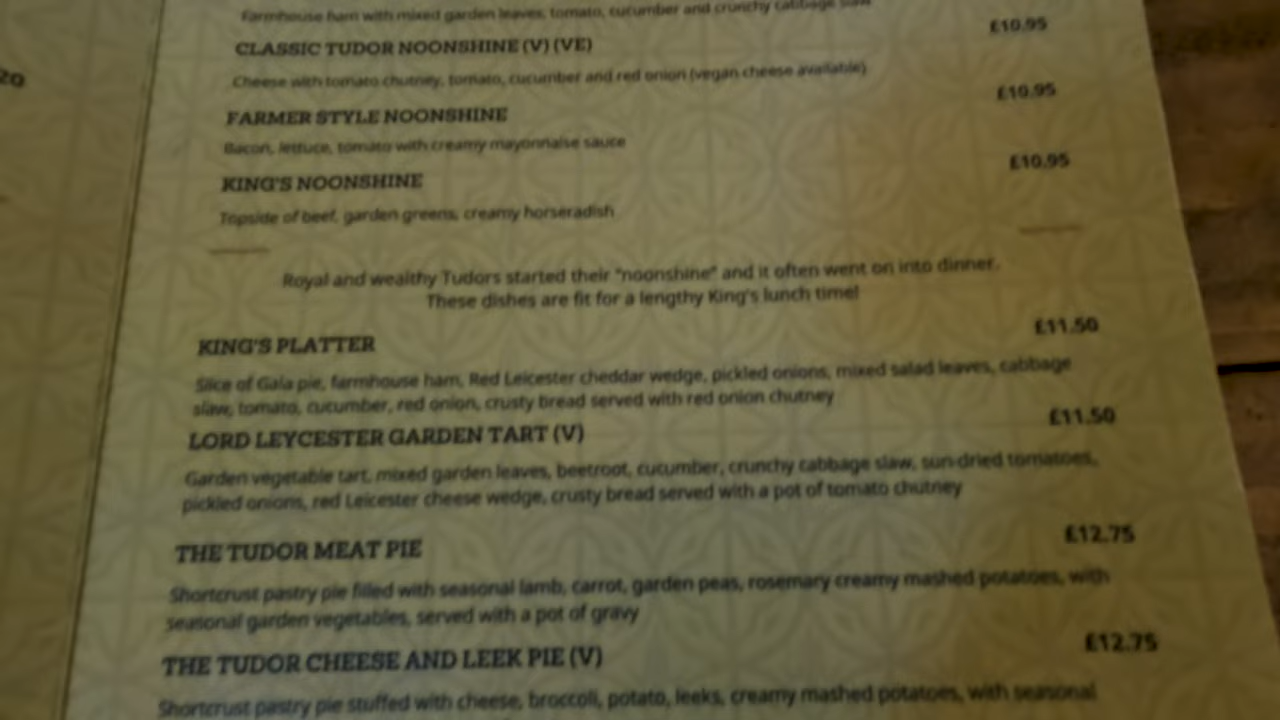 20
Farmhouse ham with mixed garden leaves, tomato, cucumber and crunchy cabbage slaw
CLASSIC TUDOR NOONSHINE (V) (VE) £10.95
Cheese with tomato chutney, tomato, cucumber and red onion (vegan cheese available)
FARMER STYLE NOONSHINE £10.95
Bacon, lettuce, tomato with creamy mayonnaise sauce
KING'S NOONSHINE £10.95
Topside of beef, garden greens, creamy horseradish
Royal and wealthy Tudors started their "noonshine" and it often went on into dinner.
These dishes are fit for a lengthy King's lunch time!
KING'S PLATTER £11.50
Slice of Gala pie, farmhouse ham, Red Leicester cheddar wedge, pickled onions, mixed salad leaves, cabbage
slaw, tomato, cucumber, red onion, crusty bread served with red onion chutney
LORD LEYCESTER GARDEN TART (V) £11.50
Garden vegetable tart, mixed garden leaves, beetroot, cucumber, crunchy cabbage slaw, sun-dried tomatoes,
pickled onions, red Leicester cheese wedge, crusty bread served with a pot of tomato chutney
THE TUDOR MEAT PIE £12.75
Shortcrust pastry pie filled with seasonal lamb, carrot, garden peas, rosemary creamy mashed potatoes, with
seasonal garden vegetables, served with a pot of gravy
THE TUDOR CHEESE AND LEEK PIE (V) £12.75
Shortcrust pastry pie stuffed with cheese, broccoli, potato, leeks, creamy mashed potatoes, with seasonal